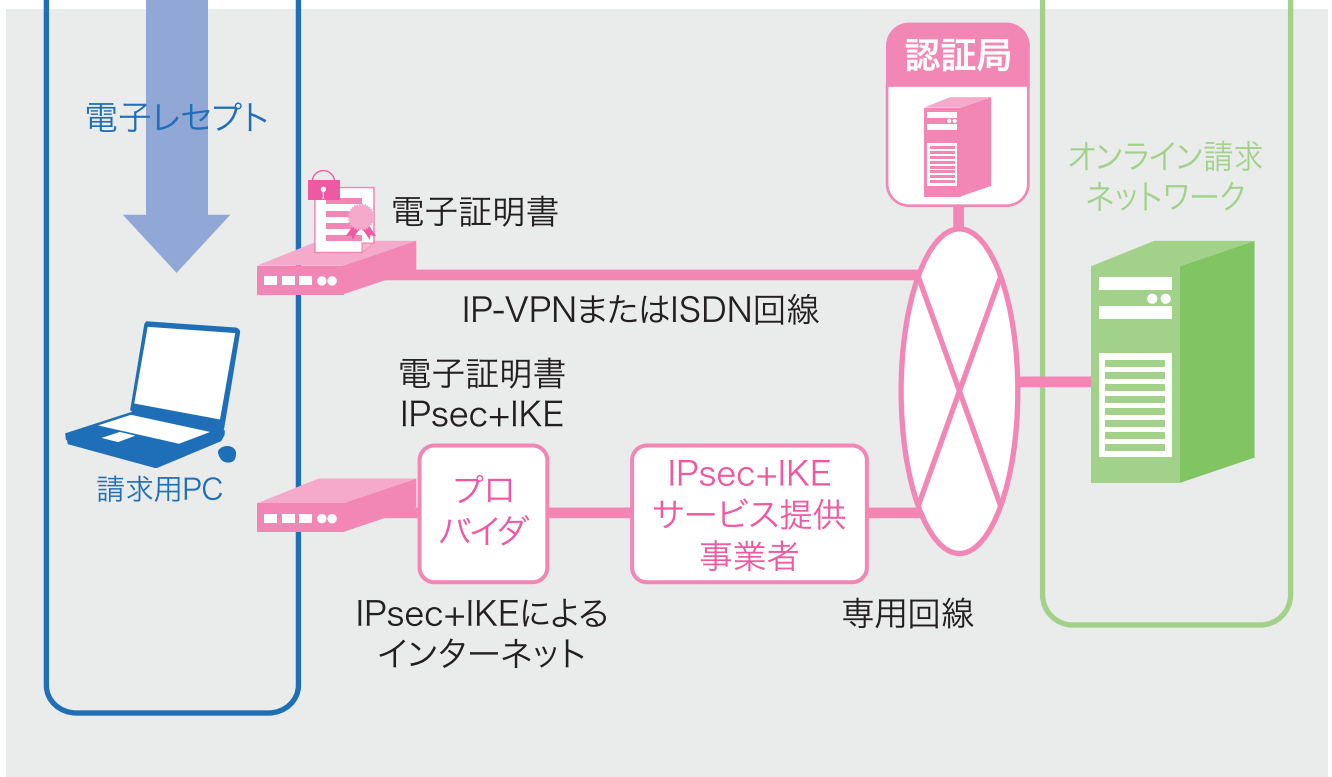 認証局
電子レセプト
オンライン請求
ネットワーク
電子証明書
IP-VPNまたはISDN回線
電子証明書
IPsec+IKE
請求用PC
プロ
バイダ
IPsec+IKE
サービス提供
事業者
IPsec+IKEによる
インターネット
専用回線